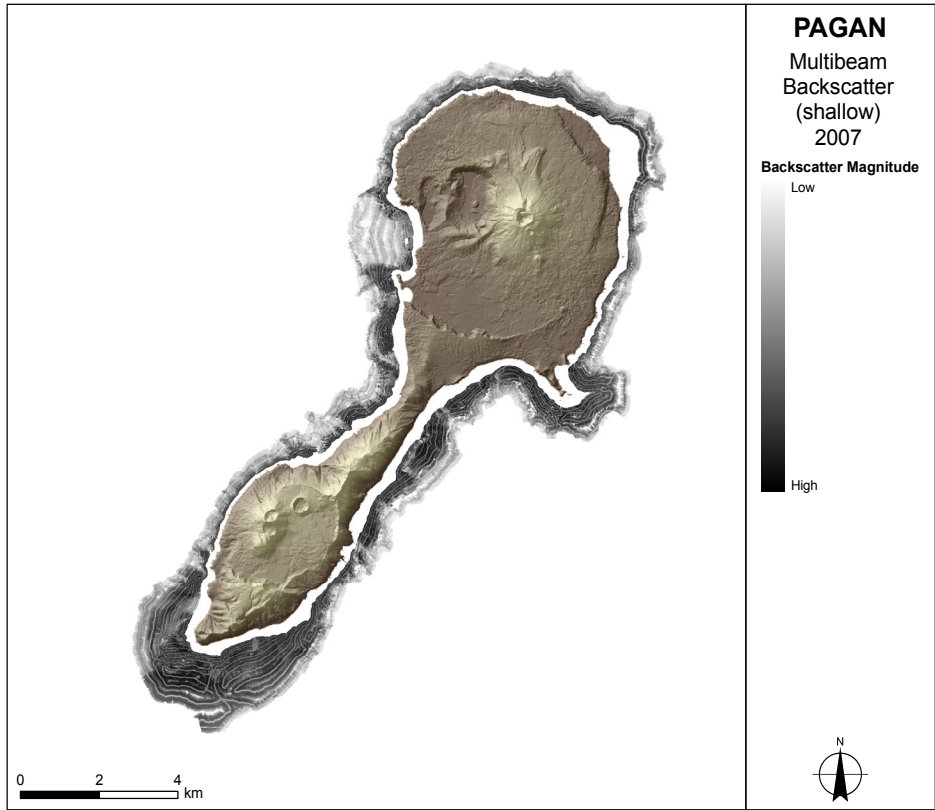 PAGAN
Multibeam
Backscatter
(shallow)
2007
Backscatter Magnitude
Low
High
N
0 2 4
km